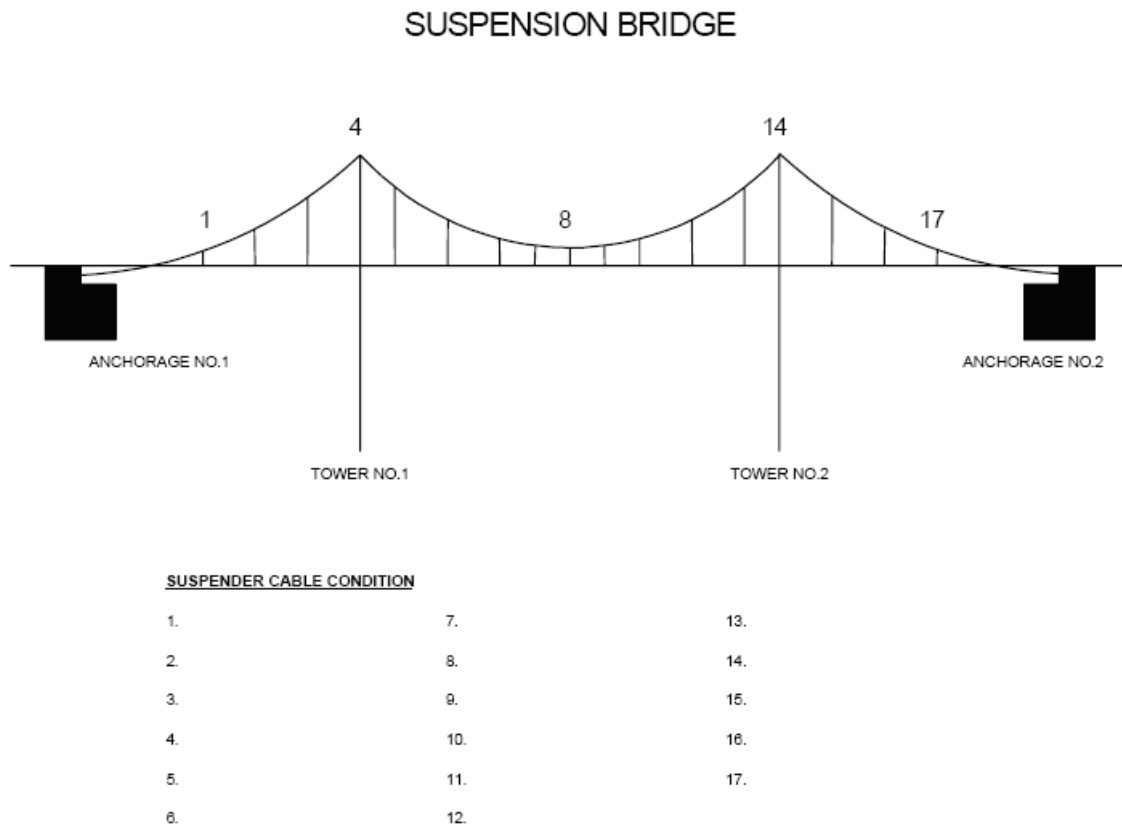 SUSPENSION BRIDGE
4 14
1 8 17
ANCHORAGE NO.1 ANCHORAGE NO.2
TOWER NO.1 TOWER NO.2
SUSPENDER CABLE CONDITION
1. 7. 13.
2. 8. 14.
3. 9. 15.
4. 10. 16.
5. 11. 17.
6. 12.